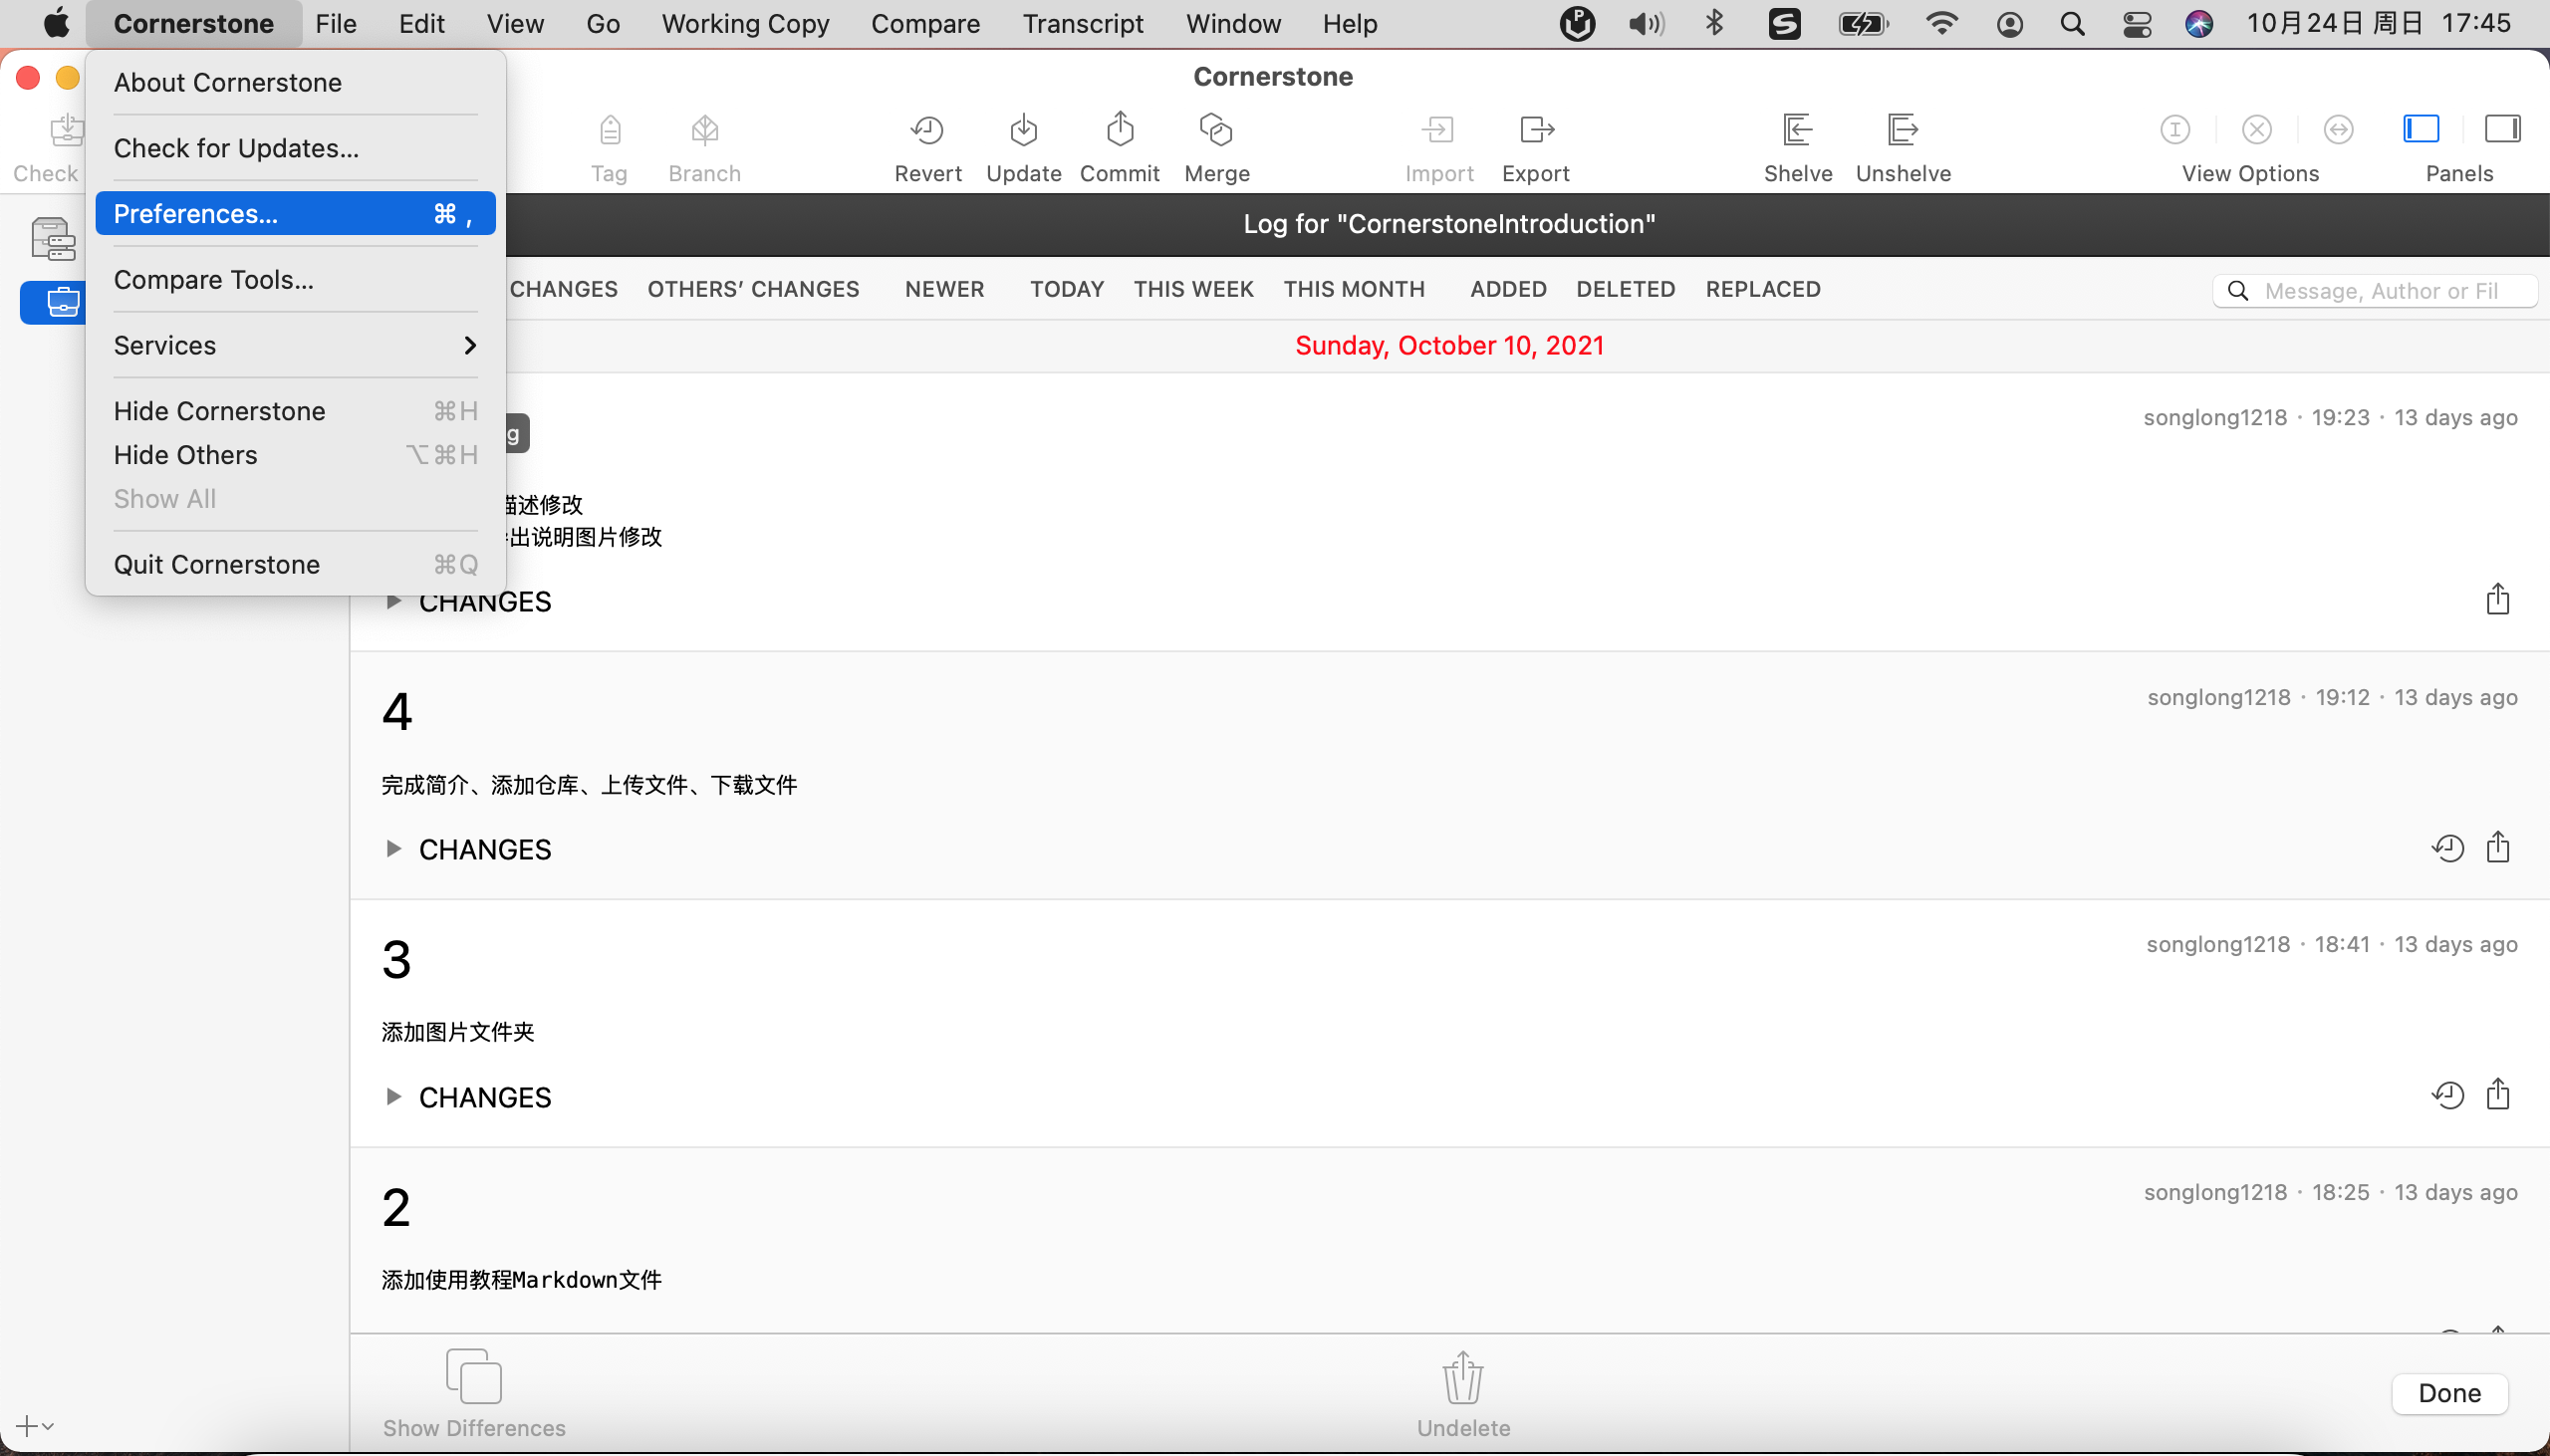 Cornerstone File Edit View Go Working Copy Compare Transcript Window Help 10月24日 周日 17:45
Cornerstone
About Cornerstone
Check for Updates...
Preferences... ⌘ ,
Compare Tools...
Services
Hide Cornerstone ⌘H
Hide Others ⌥⌘H
Show All
Quit Cornerstone ⌘Q
Check Tag Branch Revert Update Commit Merge Import Export Shelve Unshelve View Options Panels
Log for "CornerstoneIntroduction"
CHANGES OTHERS' CHANGES NEWER TODAY THIS WEEK THIS MONTH ADDED DELETED REPLACED Message, Author or Fil
Sunday, October 10, 2021
songlong1218 · 19:23 · 13 days ago
描述修改
出说明图片修改
CHANGES
4 songlong1218 · 19:12 · 13 days ago
完成简介、添加仓库、上传文件、下载文件
CHANGES
3 songlong1218 · 18:41 · 13 days ago
添加图片文件夹
CHANGES
2 songlong1218 · 18:25 · 13 days ago
添加使用教程Markdown文件
Show Differences Undelete Done